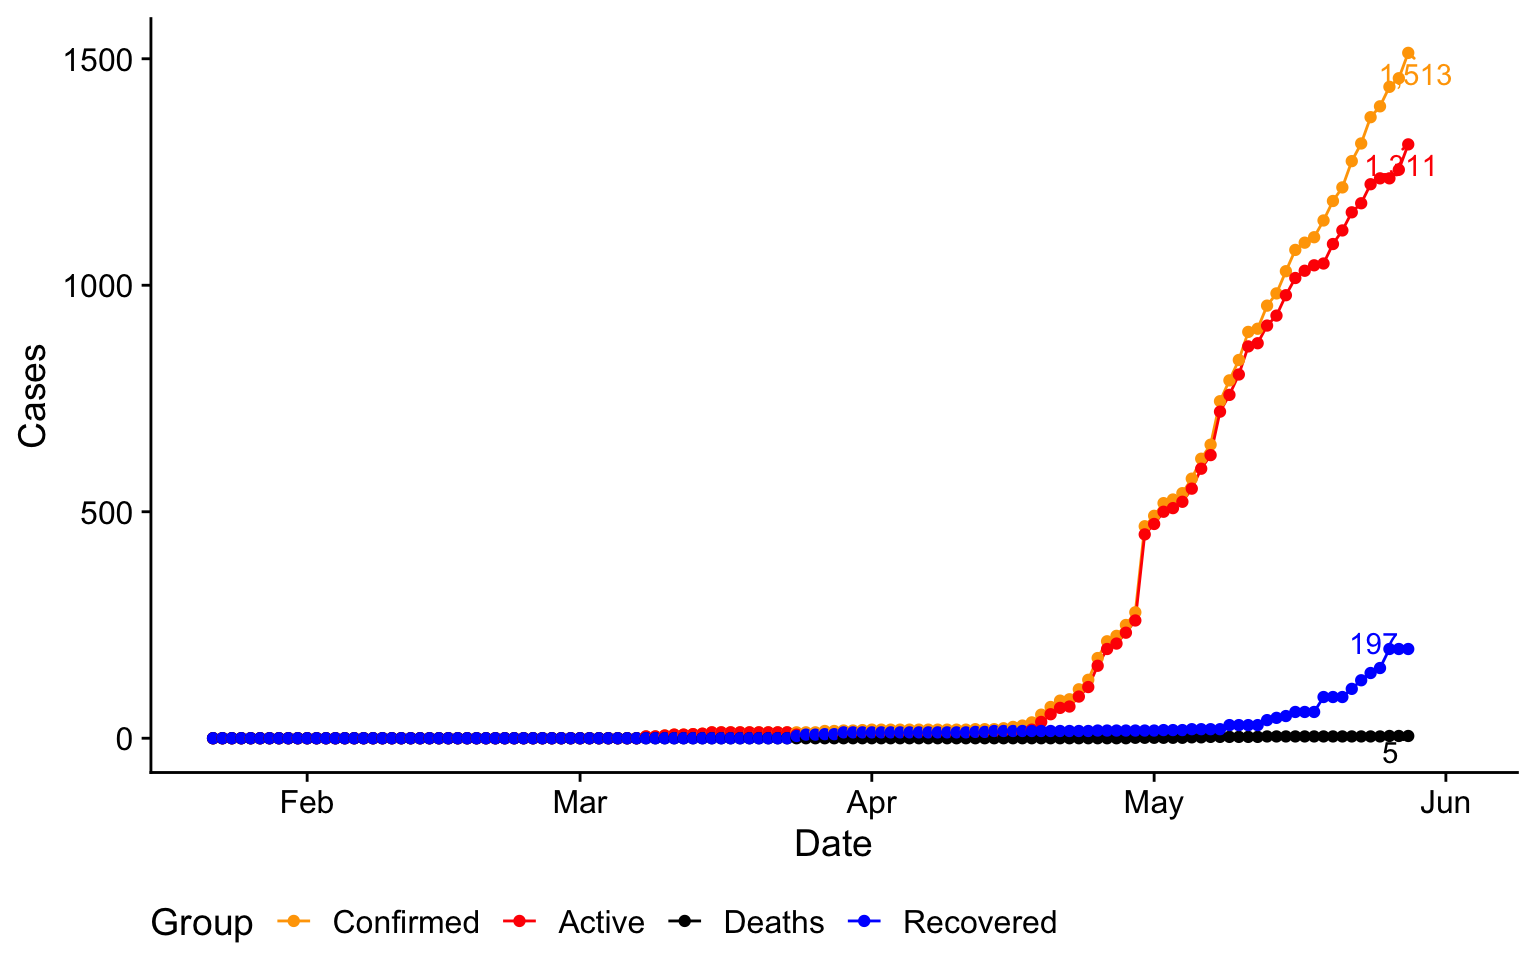 1500
1,513
1,311
1000
Cases
500
197
0
5
Feb Mar Apr May Jun
Date
Group Confirmed Active Deaths Recovered